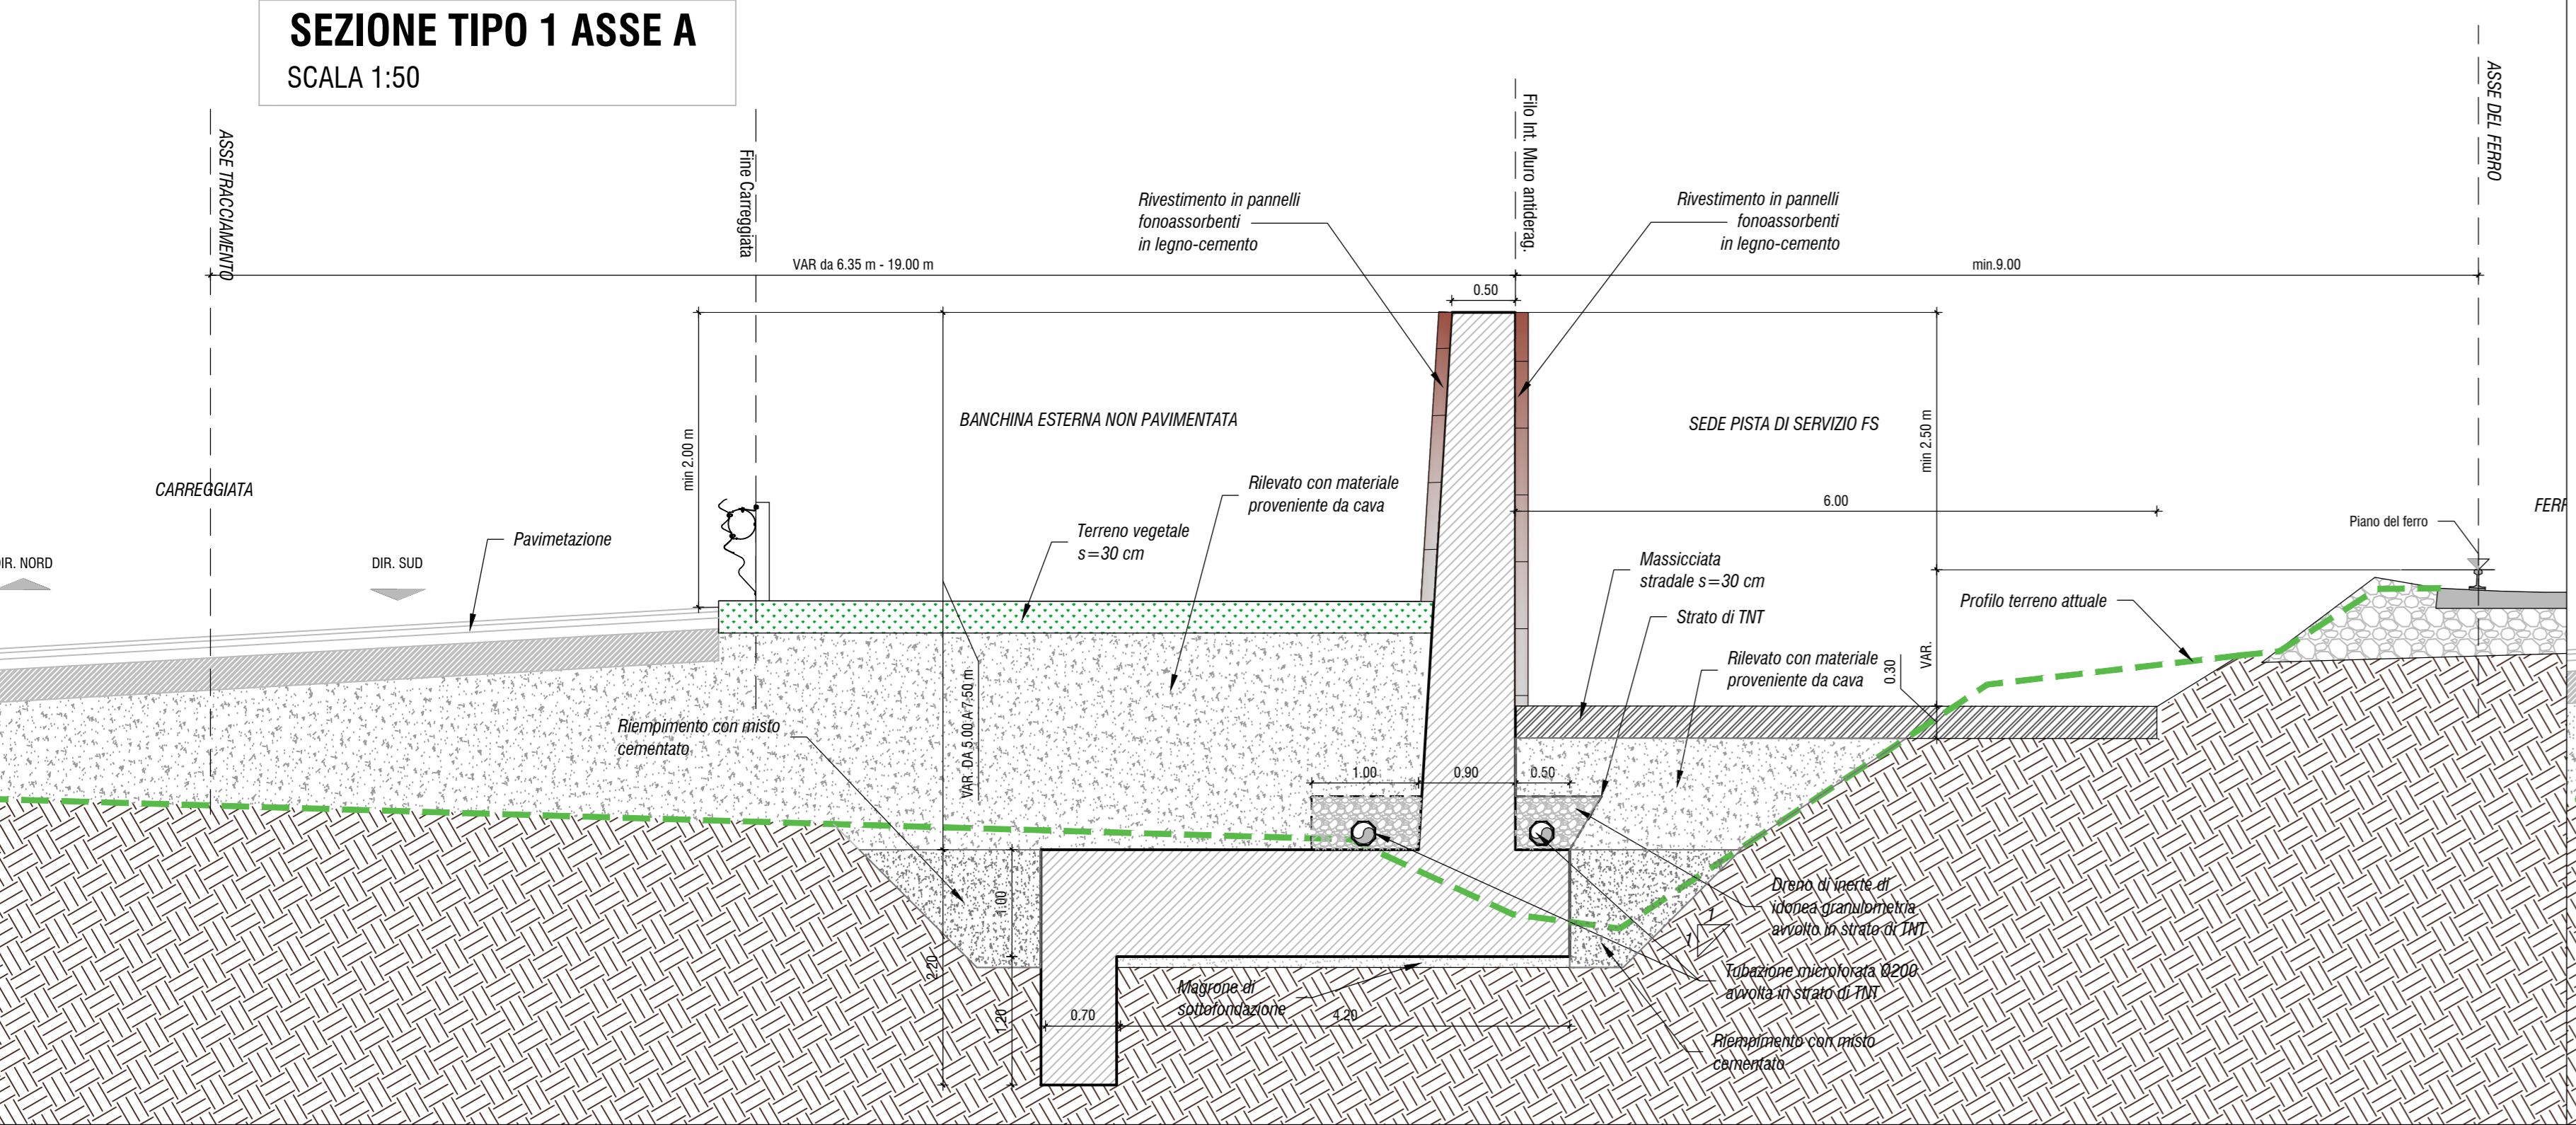 SEZIONE TIPO 1 ASSE A
SCALA 1:50
ASSE TRACCIAMENTO
Fine Carreggiata
Filo Int. Muro antiderag.
ASSE DEL FERRO
Rivestimento in pannelli
fonoassorbenti
in legno-cemento
Rivestimento in pannelli
fonoassorbenti
in legno-cemento
VAR da 6.35 m - 19.00 m
min.9.00
0.50
min 2.00 m
BANCHINA ESTERNA NON PAVIMENTATA
SEDE PISTA DI SERVIZIO FS
min 2.50 m
CARREGGIATA
Rilevato con materiale
proveniente da cava
6.00
FERR
Piano del ferro
Pavimetazione
Terreno vegetale
s=30 cm
IR. NORD
DIR. SUD
Massicciata
stradale s=30 cm
Profilo terreno attuale
Strato di TNT
Rilevato con materiale
proveniente da cava
0.30
VAR.
VAR. DA 5.00 A 7.50 m
Riempimento con misto
cementato
1.00
0.90
0.50
1.00
2.20
1.20
Dreno di inerte di
idonea granulometria
avvolto in strato di TNT
1
1
Tubazione microforata Ø200
avvolta in strato di TNT
Magrone di
sottofondazione
0.70
4.20
Riempimento con misto
cementato